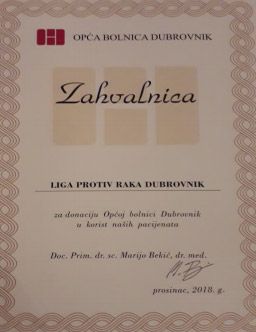 OPĆA BOLNICA DUBROVNIK
Zahvalnica
LIGA PROTIV RAKA DUBROVNIK
za donaciju Općoj bolnici Dubrovnik
u korist naših pacijenata
Doc. Prim. dr. sc. Marijo Bekić, dr. med.
prosinac, 2018. g.